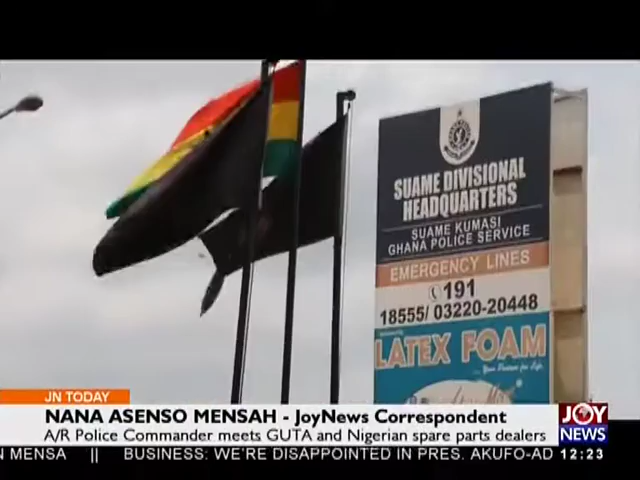 SUAME DIVISIONAL
HEADQUARTERS
SUAME KUMASI
GHANA POLICE SERVICE
EMERGENCY LINES
191
18555/ 03220-20448
LATEX FOAM
JN TODAY
NANA ASENSO MENSAH - JoyNews Correspondent
A/R Police Commander meets GUTA and Nigerian spare parts dealers
JOY
NEWS
N MENSA || BUSINESS: WE'RE DISAPPOINTED IN PRES. AKUFO-AD 12:23